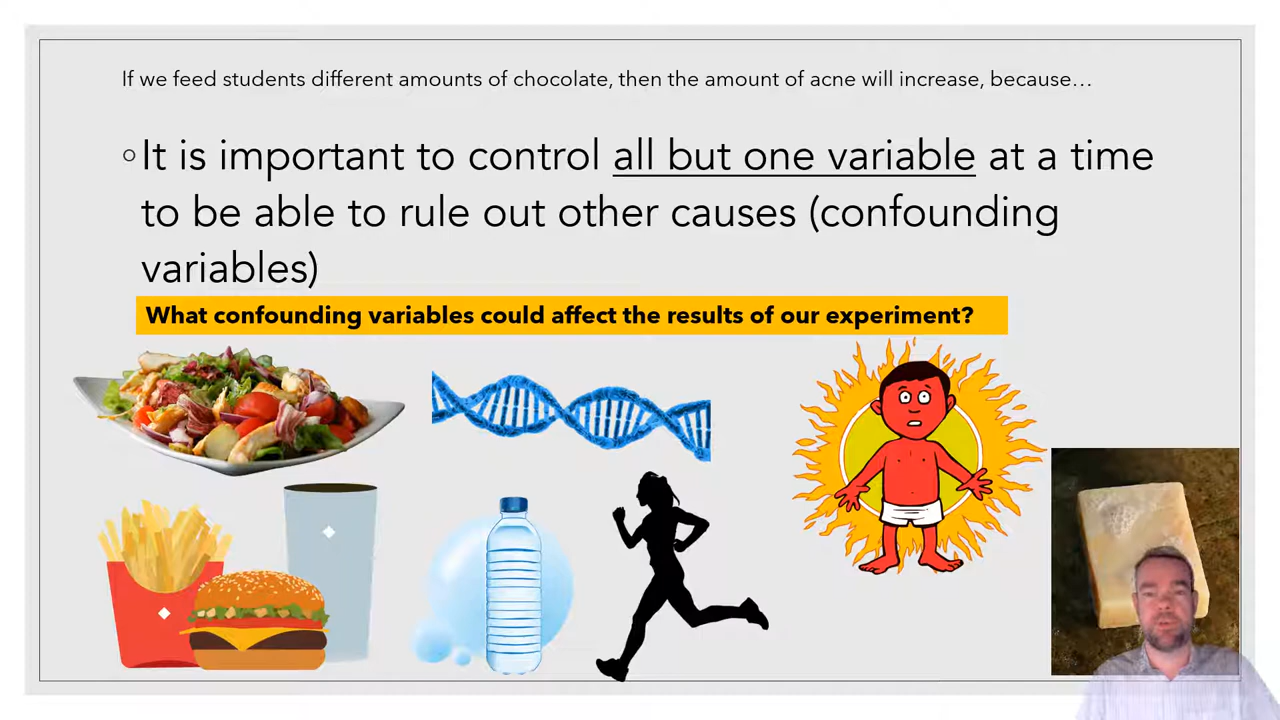 If we feed students different amounts of chocolate, then the amount of acne will increase, because…
It is important to control all but one variable at a time
to be able to rule out other causes (confounding
variables)
What confounding variables could affect the results of our experiment?